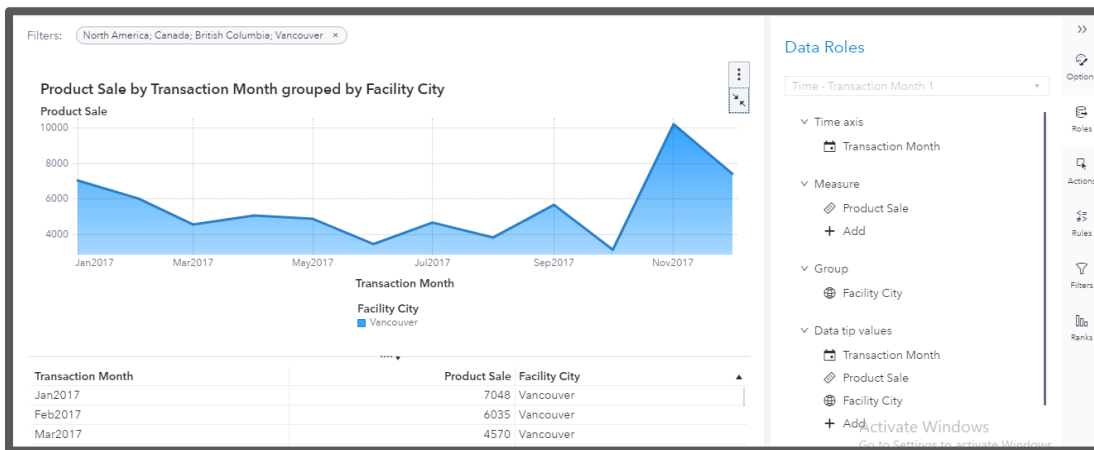 Filters: North America; Canada; British Columbia; Vancouver ×
Product Sale by Transaction Month grouped by Facility City
Product Sale
10000
8000
6000
4000
Jan2017 Mar2017 May2017 Jul2017 Sep2017 Nov2017
Transaction Month
Facility City
Vancouver
Transaction Month Product Sale Facility City
Jan2017 7048 Vancouver
Feb2017 6035 Vancouver
Mar2017 4570 Vancouver
Data Roles
Time - Transaction Month 1
Time axis
Transaction Month
Measure
Product Sale
+ Add
Group
Facility City
Data tip values
Transaction Month
Product Sale
Facility City
+ Add
Activate Windows
Go to Settings to activate Windows.
Option
Roles
Actions
Rules
Filters
Ranks